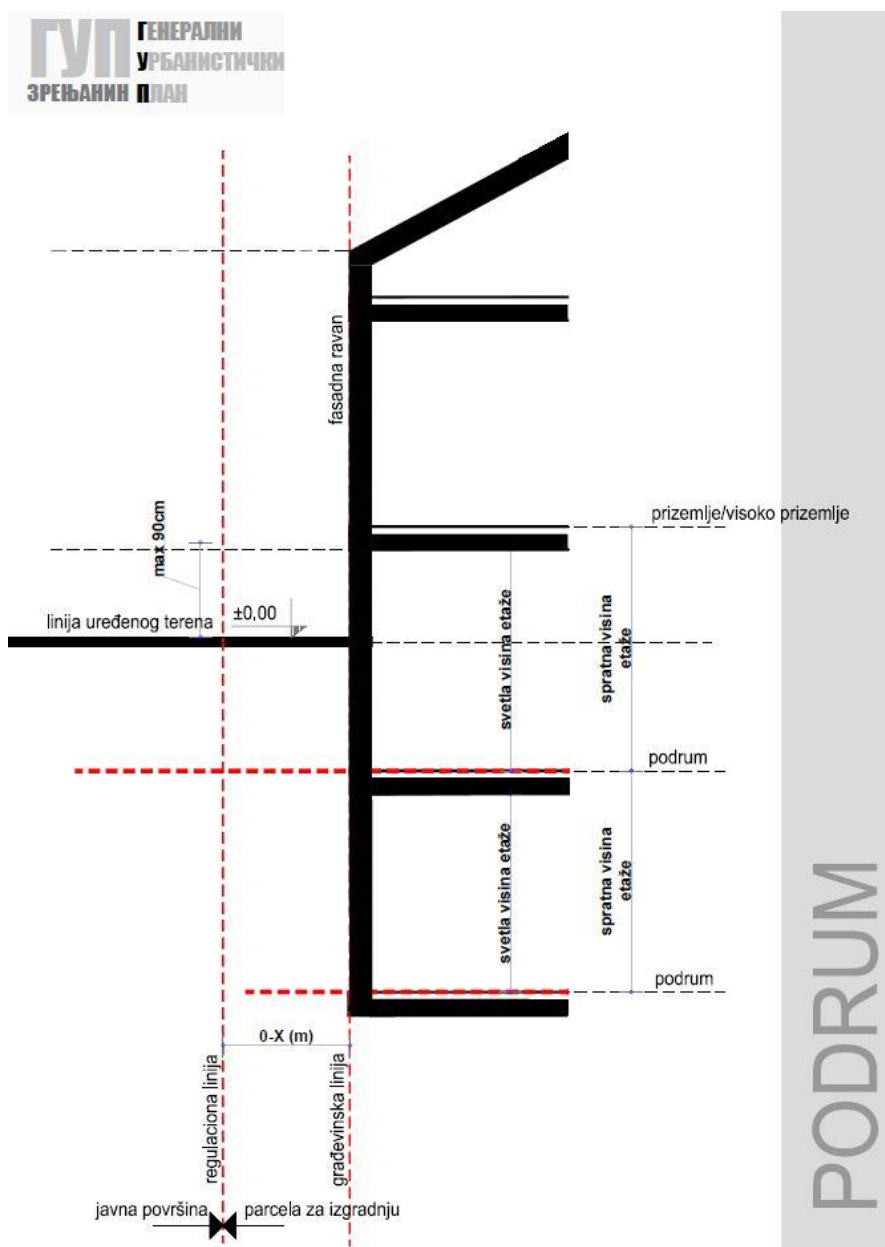 ГУП ГЕНЕРАЛНИ
УРБАНИСТИЧКИ
ЗРЕЊАНИН ПЛАН
fasadna ravan
prizemlje/visoko prizemlje
max 90cm
linija uređenog terena
±0,00
svetla visina etaže
spratna visina
etaže
podrum
svetla visina etaže
spratna visina
etaže
podrum
0-X (m)
regulaciona linija
građevinska linija
javna površina
parcela za izgradnju
PODRUM